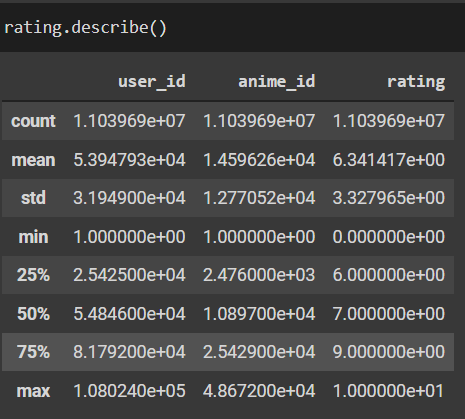 rating.describe()
user_id anime_id rating
count 1.103969e+07 1.103969e+07 1.103969e+07
mean 5.394793e+04 1.459626e+04 6.341417e+00
std 3.194900e+04 1.277052e+04 3.327965e+00
min 1.000000e+00 1.000000e+00 0.000000e+00
25% 2.542500e+04 2.476000e+03 6.000000e+00
50% 5.484600e+04 1.089700e+04 7.000000e+00
75% 8.179200e+04 2.542900e+04 9.000000e+00
max 1.080240e+05 4.867200e+04 1.000000e+01